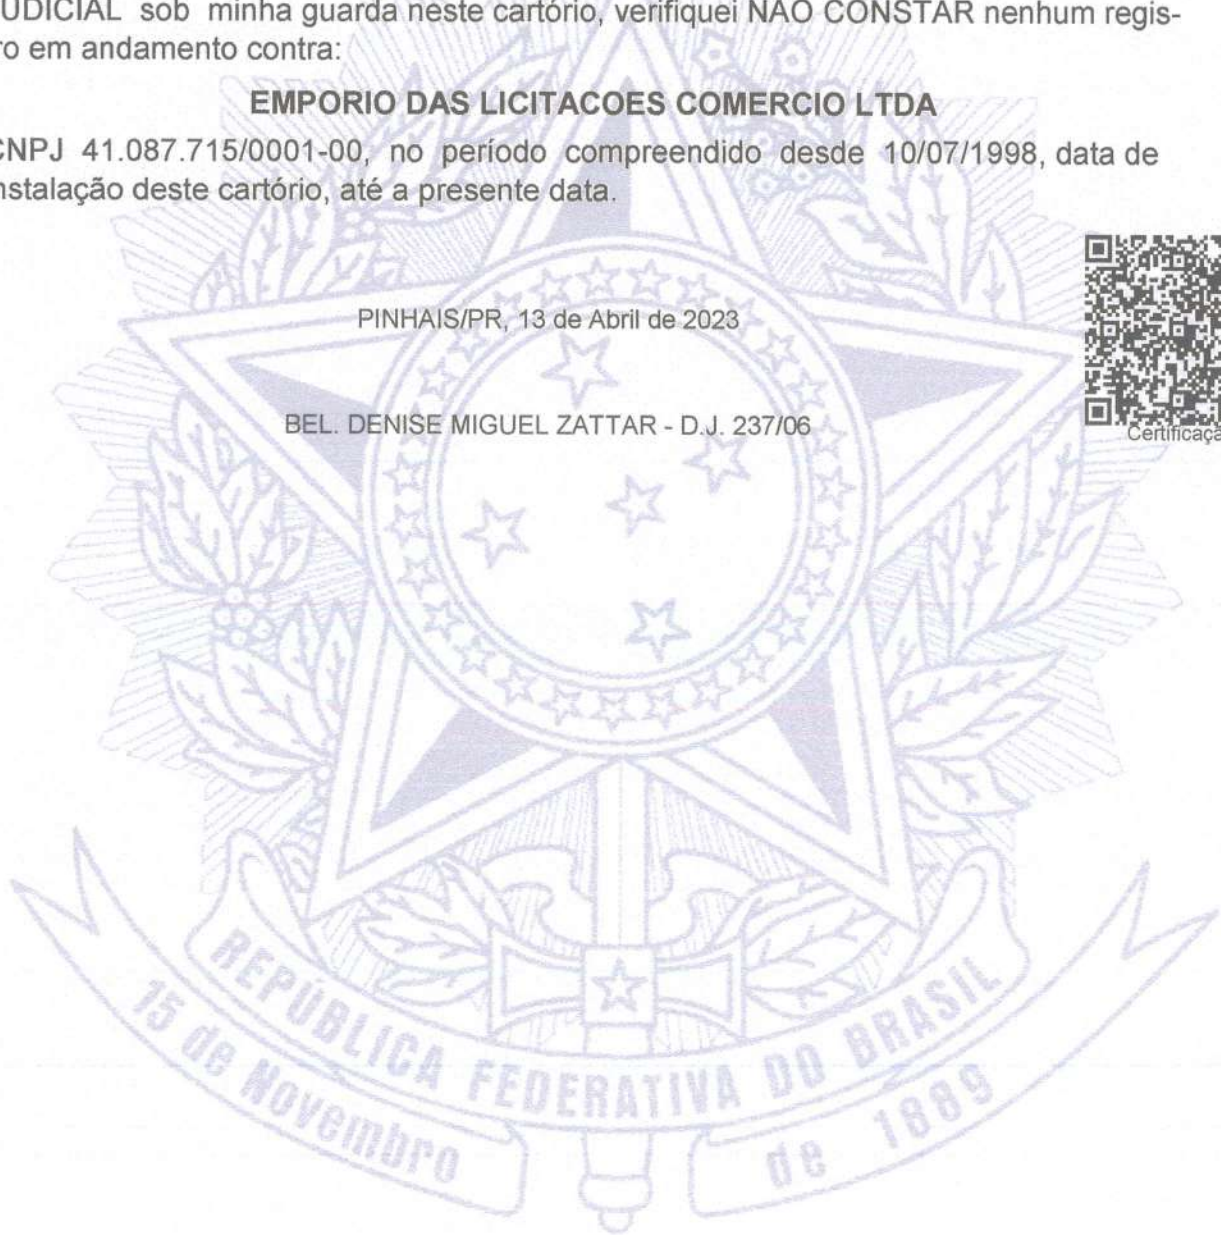 UDICIAL sob minha guarda neste cartório, verifiquei NÃO CONSTAR nenhum regis-
ro em andamento contra:
EMPORIO DAS LICITACOES COMERCIO LTDA
CNPJ 41.087.715/0001-00, no período compreendido desde 10/07/1998, data de
nstalação deste cartório, até a presente data.
PINHAIS/PR, 13 de Abril de 2023
BEL. DENISE MIGUEL ZATTAR - D.J. 237/06
Certificaçã
REPÚBLICA FEDERATIVA DO BRASIL
15 de Novembro de 1889